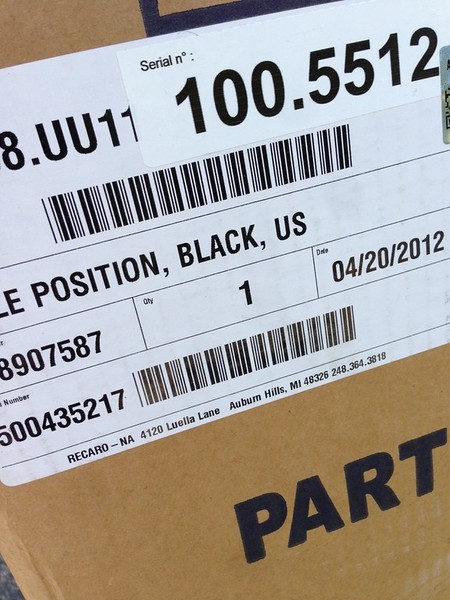 Serial n° :
100.5512
8.UU11
LE POSITION, BLACK, US
Qty
1
Date
04/20/2012
8907587
Number
500435217
RECARO – NA 4120 Luella Lane Auburn Hills, MI 48326 248.364.3818
PART